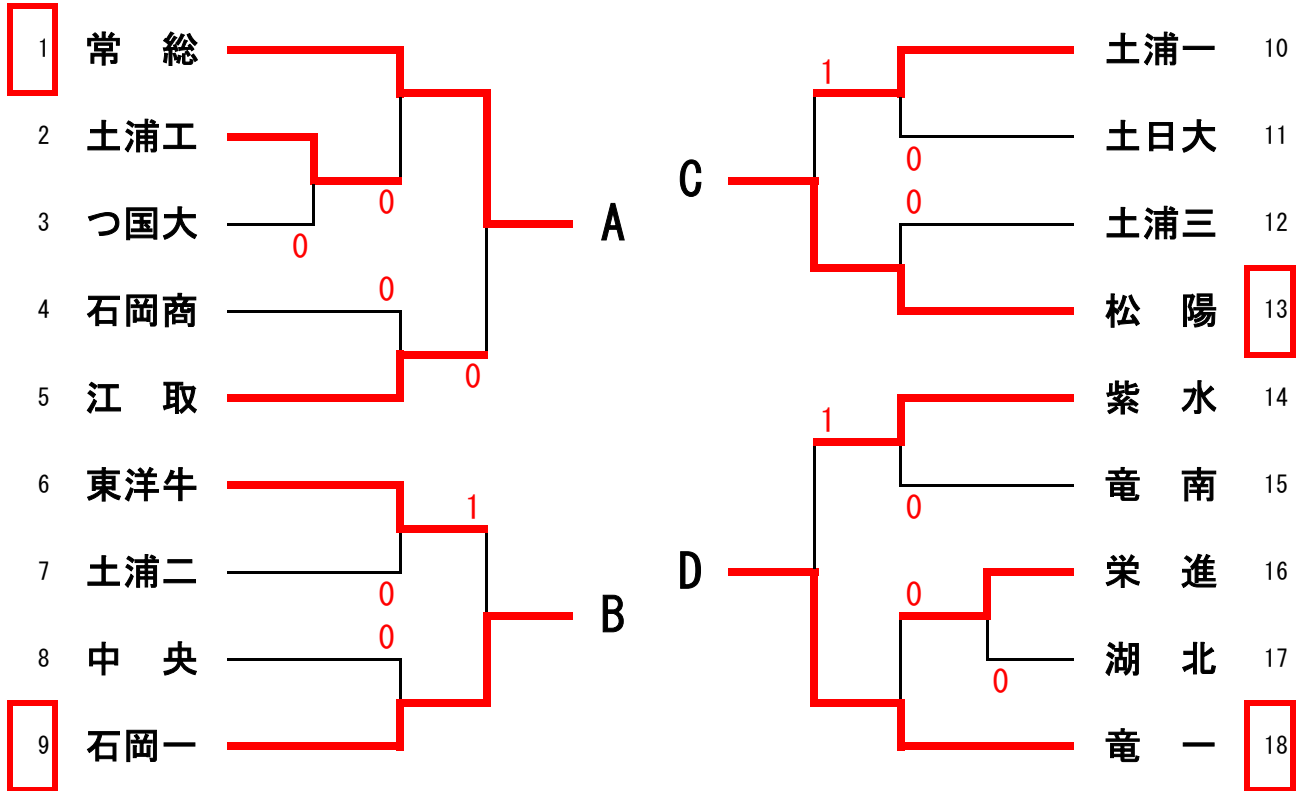 1 常 総
2 土浦工
0
3 つ国大
0
A
4 石岡商
0
5 江 取
0
6 東洋牛
1
7 土浦二
0
B
8 中 央
0
9 石岡一
土浦一 10
1
土日大 11
0
C
土浦三 12
0
松 陽 13
紫 水 14
1
竜 南 15
0
D
栄 進 16
0
湖 北 17
0
竜 一 18